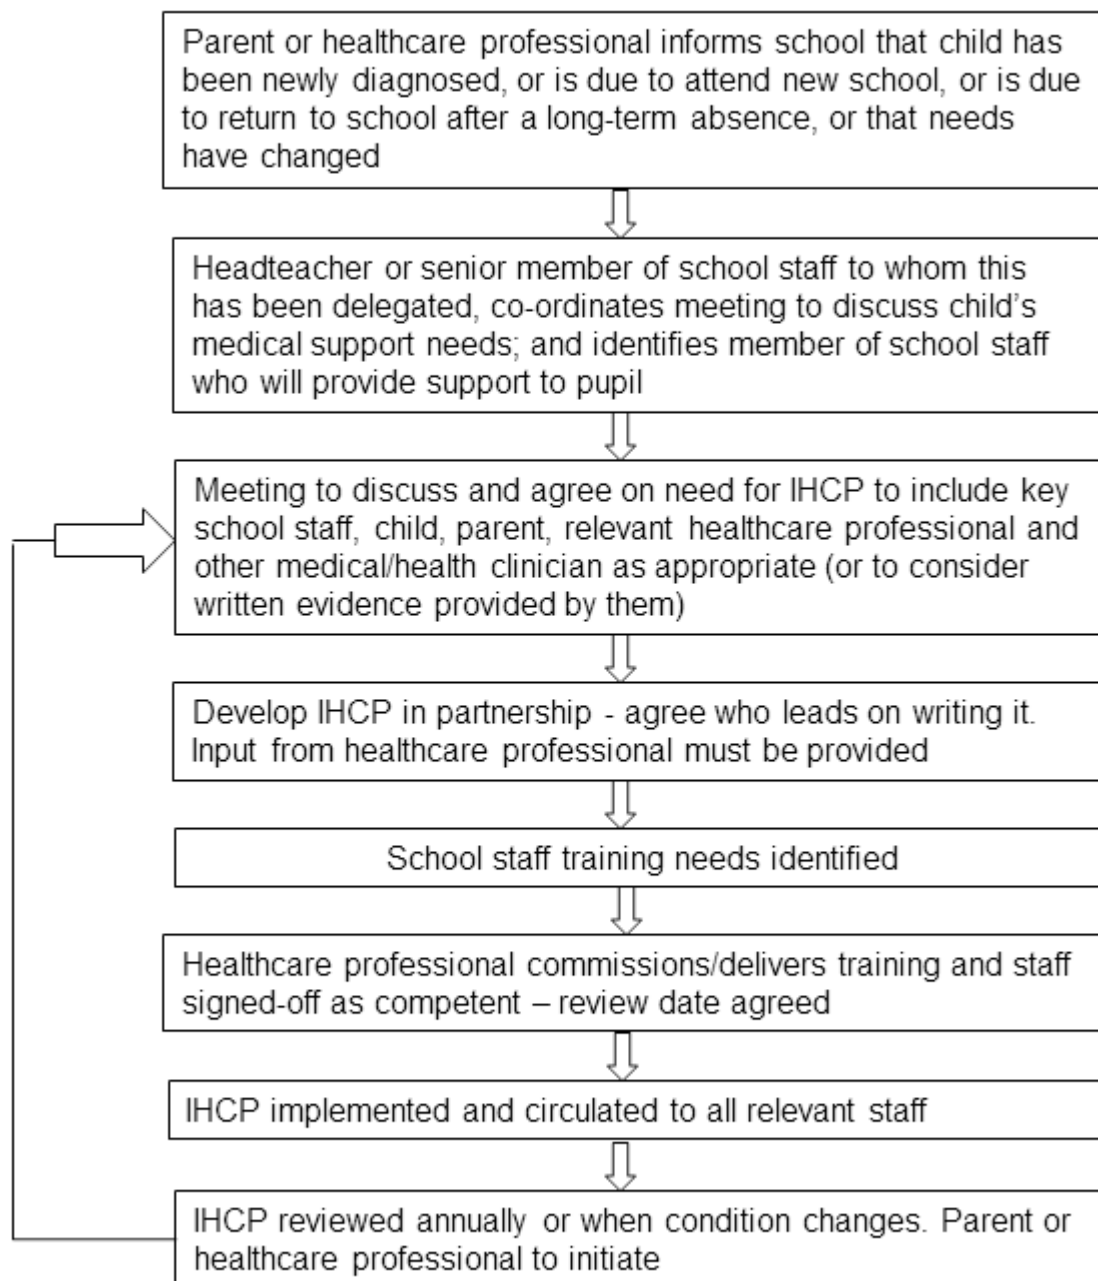 Parent or healthcare professional informs school that child has
been newly diagnosed, or is due to attend new school, or is due
to return to school after a long-term absence, or that needs
have changed
Headteacher or senior member of school staff to whom this
has been delegated, co-ordinates meeting to discuss child's
medical support needs; and identifies member of school staff
who will provide support to pupil
Meeting to discuss and agree on need for IHCP to include key
school staff, child, parent, relevant healthcare professional and
other medical/health clinician as appropriate (or to consider
written evidence provided by them)
Develop IHCP in partnership - agree who leads on writing it.
Input from healthcare professional must be provided
School staff training needs identified
Healthcare professional commissions/delivers training and staff
signed-off as competent – review date agreed
IHCP implemented and circulated to all relevant staff
IHCP reviewed annually or when condition changes. Parent or
healthcare professional to initiate